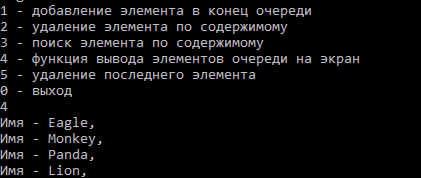 1 - добавление элемента в конец очереди
2 - удаление элемента по содержимому
3 - поиск элемента по содержимому
4 - функция вывода элементов очереди на экран
5 - удаление последнего элемента
0 - выход
4
Имя - Eagle,
Имя - Monkey,
Имя - Panda,
Имя - Lion,